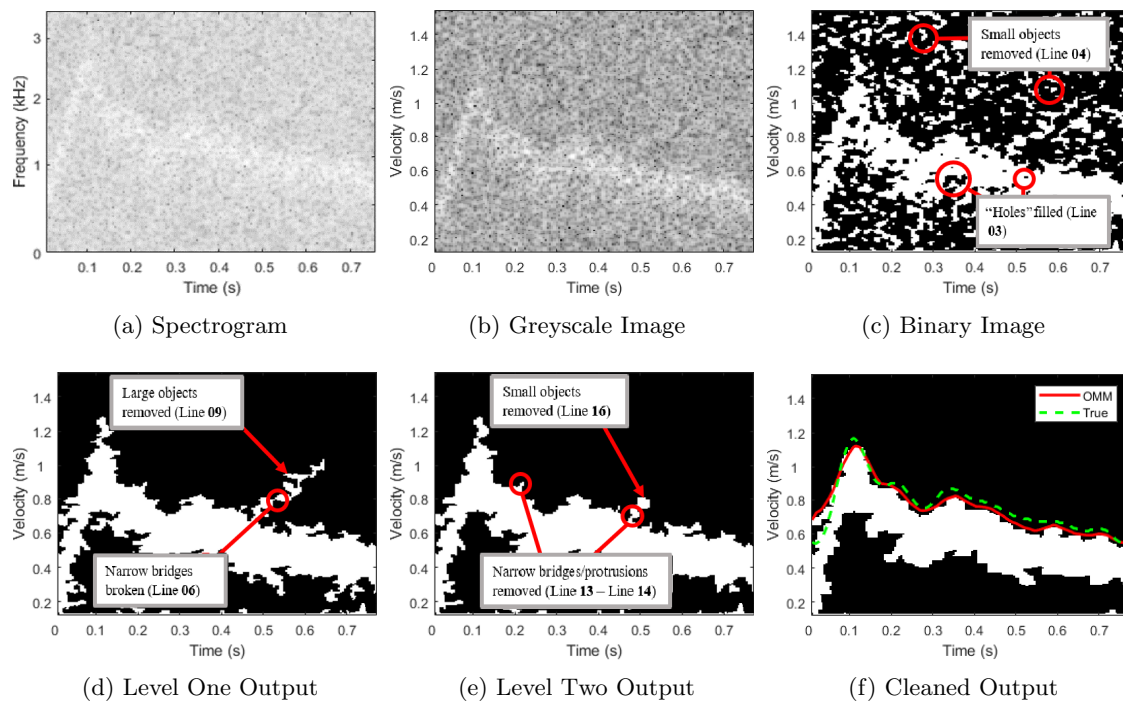 3
2
1
0
Frequency (kHz)
0.1 0.2 0.3 0.4 0.5 0.6 0.7
Time (s)
(a) Spectrogram
1.4
1.2
1
0.8
0.6
0.4
0.2
Velocity (m/s)
0 0.1 0.2 0.3 0.4 0.5 0.6 0.7
Time (s)
(b) Greyscale Image
1.4
1.2
1
0.8
0.6
0.4
0.2
Velocity (m/s)
Small objects
removed (Line 04)
“Holes” filled (Line
03)
0 0.1 0.2 0.3 0.4 0.5 0.6 0.7
Time (s)
(c) Binary Image
1.4
1.2
1
0.8
0.6
0.4
0.2
Velocity (m/s)
Large objects
removed (Line 09)
Narrow bridges
broken (Line 06)
0 0.1 0.2 0.3 0.4 0.5 0.6 0.7
Time (s)
(d) Level One Output
1.4
1.2
1
0.8
0.6
0.4
0.2
Velocity (m/s)
Small objects
removed (Line 16)
Narrow bridges/protrusions
removed (Line 13 – Line 14)
0 0.1 0.2 0.3 0.4 0.5 0.6 0.7
Time (s)
(e) Level Two Output
1.4
1.2
1
0.8
0.6
0.4
0.2
Velocity (m/s)
OMM
True
0 0.1 0.2 0.3 0.4 0.5 0.6 0.7
Time (s)
(f) Cleaned Output